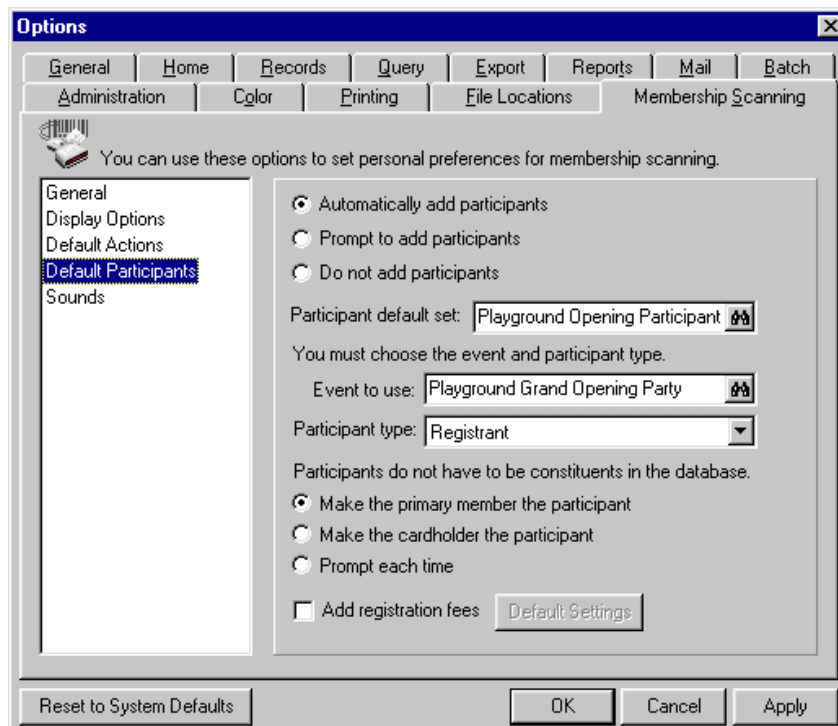 Options
General Home Records Query Export Reports Mail Batch
Administration Color Printing File Locations Membership Scanning
You can use these options to set personal preferences for membership scanning.
General
Display Options
Default Actions
Default Participants
Sounds
Automatically add participants
Prompt to add participants
Do not add participants
Participant default set: Playground Opening Participant
You must choose the event and participant type.
Event to use: Playground Grand Opening Party
Participant type: Registrant
Participants do not have to be constituents in the database.
Make the primary member the participant
Make the cardholder the participant
Prompt each time
Add registration fees Default Settings
Reset to System Defaults OK Cancel Apply